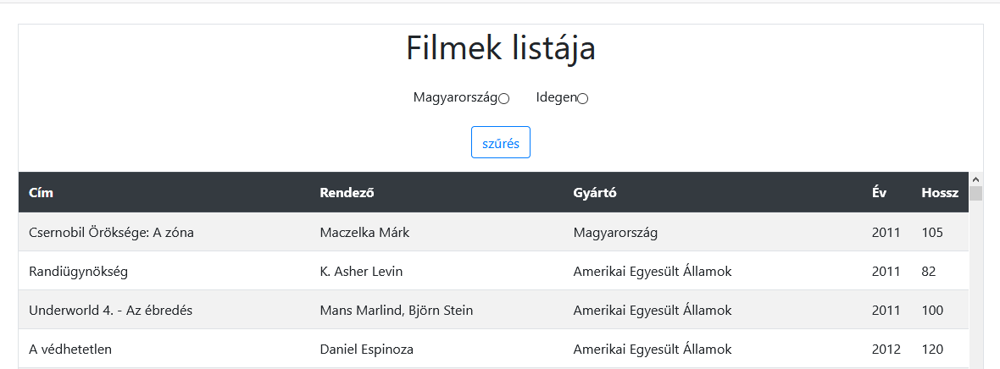 Filmek listája
Magyarország Idegen
szűrés
Cím Rendező Gyártó Év Hossz
Csernobil Öröksége: A zóna Maczelka Márk Magyarország 2011 105
Randiügynökség K. Asher Levin Amerikai Egyesült Államok 2011 82
Underworld 4. - Az ébredés Mans Marlind, Björn Stein Amerikai Egyesült Államok 2011 100
A védhetetlen Daniel Espinoza Amerikai Egyesült Államok 2012 120